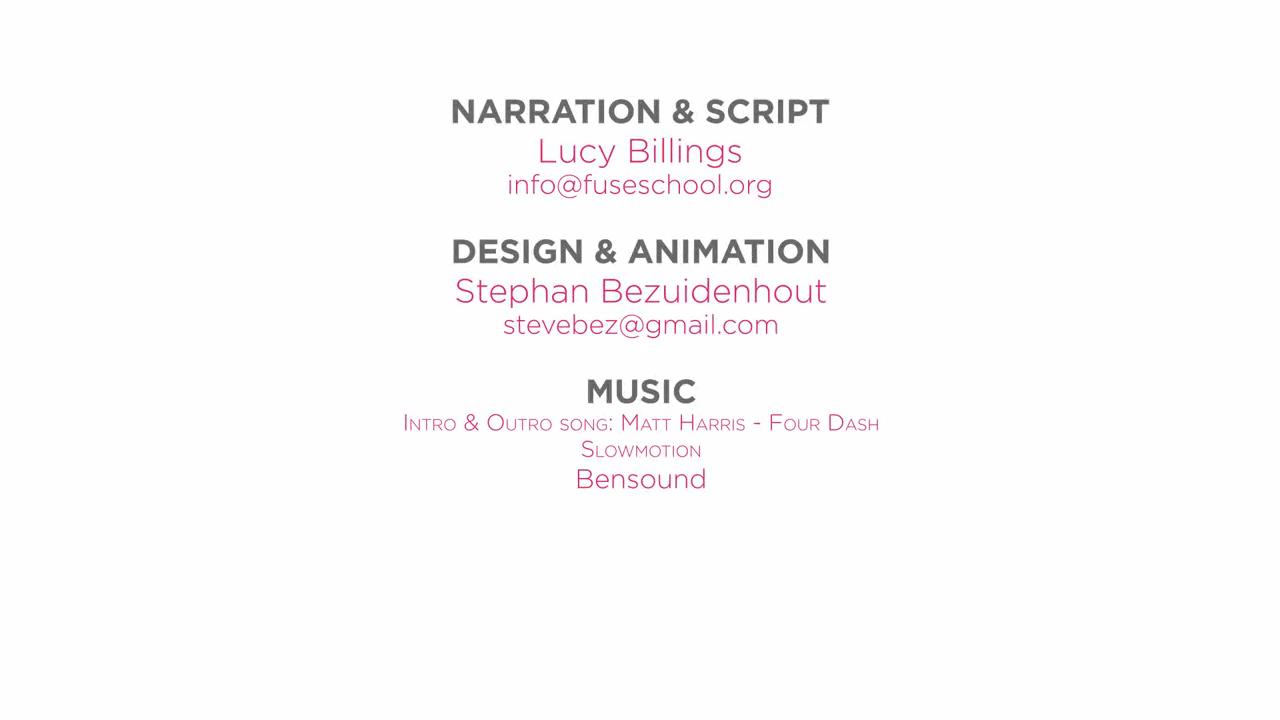 NARRATION & SCRIPT
Lucy Billings
info@fuseschool.org
DESIGN & ANIMATION
Stephan Bezuidenhout
stevebez@gmail.com
MUSIC
Intro & Outro song: Matt Harris - Four Dash
Slowmotion
Bensound